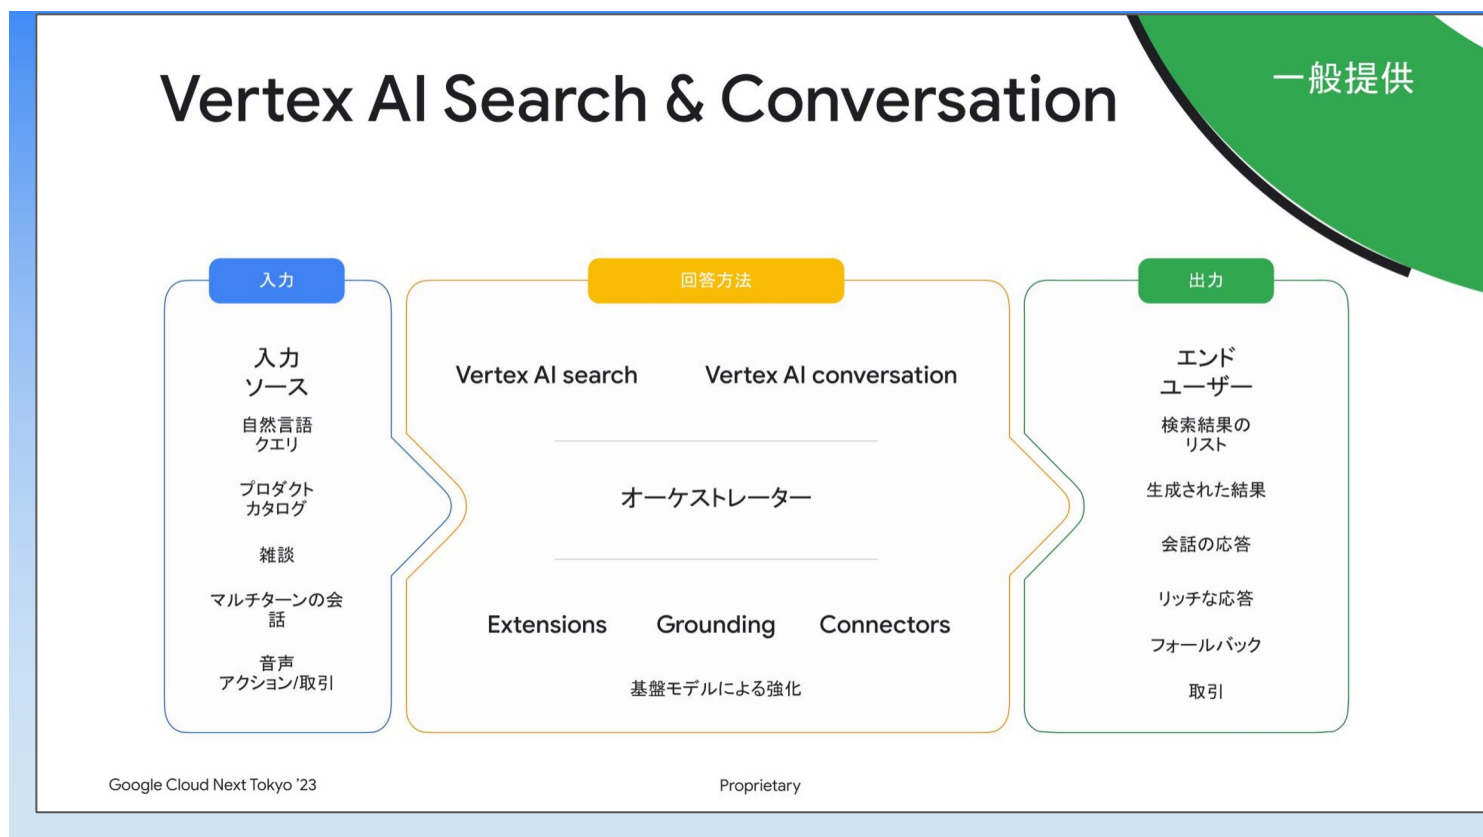 Vertex AI Search & Conversation
一般提供
入力
入力
ソース
自然言語
クエリ
プロダクト
カタログ
雑談
マルチターンの会
話
音声
アクション/取引
回答方法
Vertex AI search
Vertex AI conversation
オーケストレーター
Extensions
Grounding
Connectors
基盤モデルによる強化
出力
エンド
ユーザー
検索結果の
リスト
生成された結果
会話の応答
リッチな応答
フォールバック
取引
Google Cloud Next Tokyo ’23
Proprietary